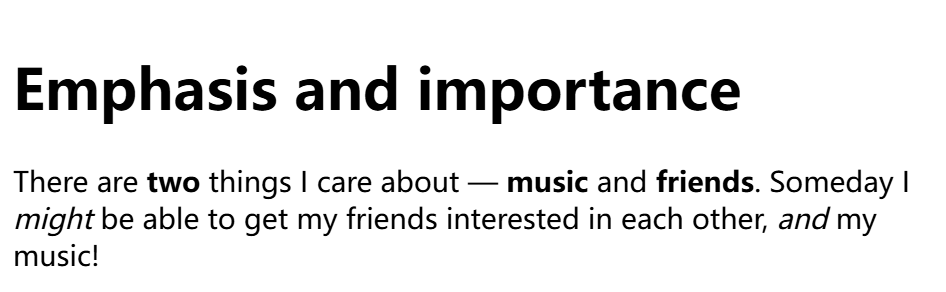 Emphasis and importance
There are two things I care about — music and friends. Someday I
might be able to get my friends interested in each other, and my
music!